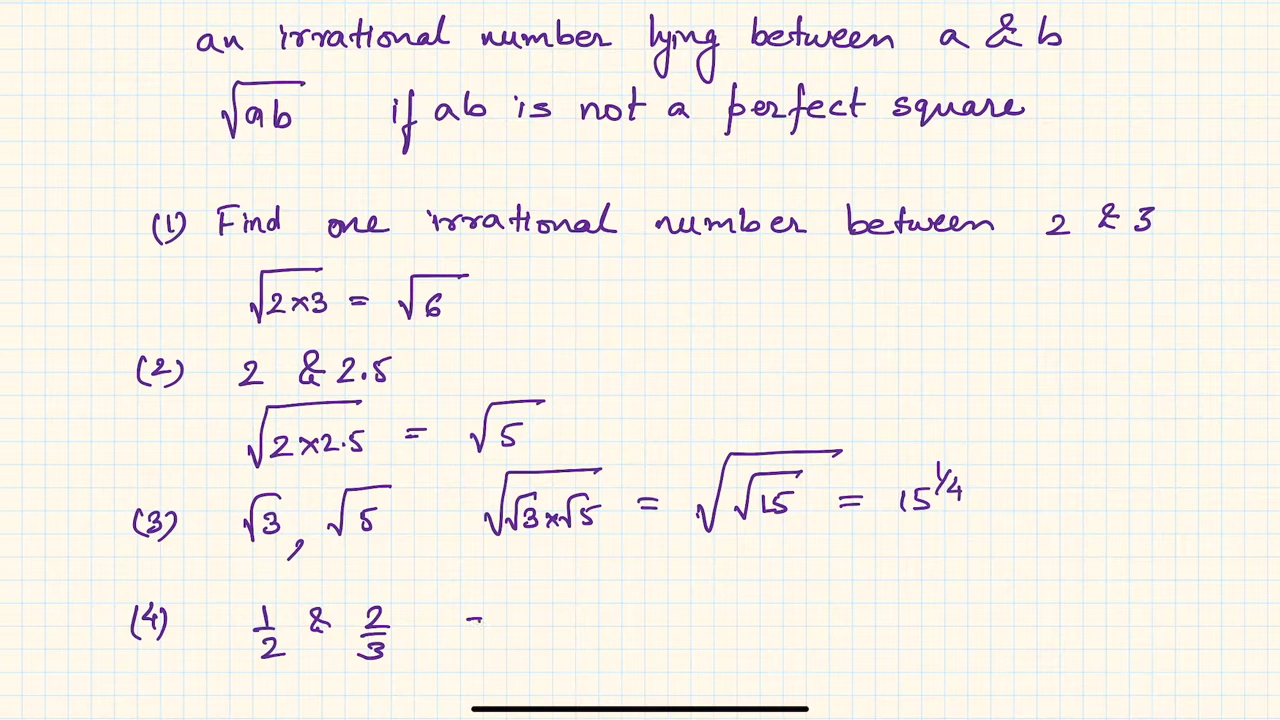 an irrational number lying between a & b
√ab if ab is not a perfect square
(1) Find one irrational number between 2 & 3
√2×3 = √6
(2) 2 & 2.5
√2×2.5 = √5
(3) √3, √5 √√3×√5 = √√15 = 15^1/4
(4) 1/2 & 2/3